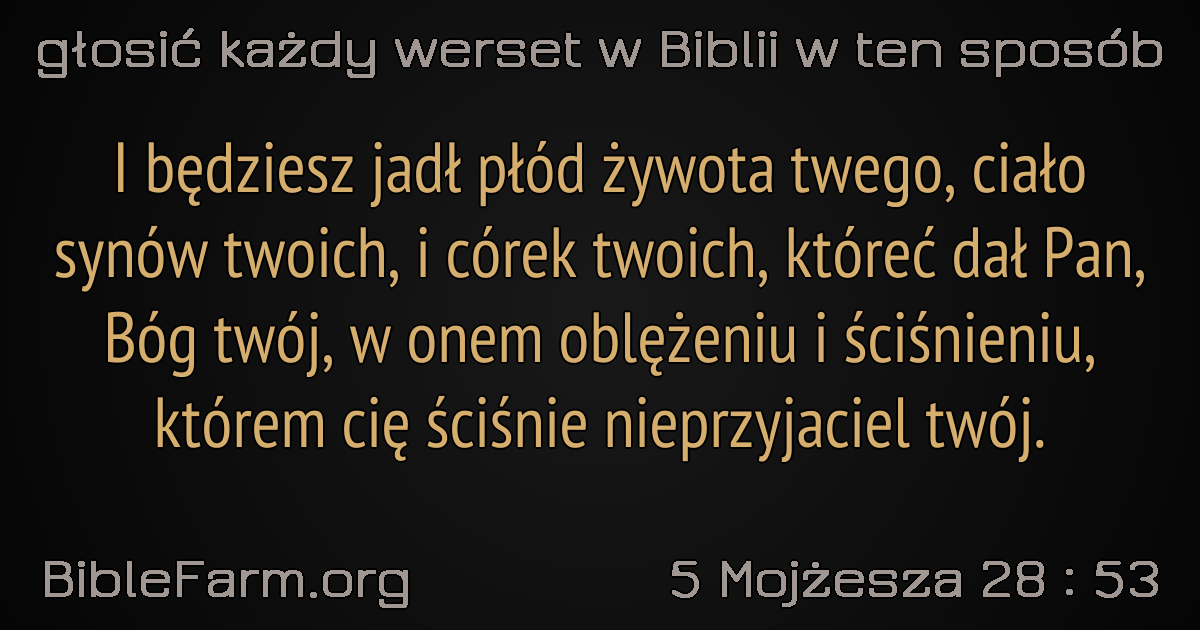 głosić każdy werset w Biblii w ten sposób
I będziesz jadł płód żywota twego, ciało
synów twoich, i córek twoich, któreć dał Pan,
Bóg twój, w onem oblężeniu i ściśnieniu,
którem cię ściśnie nieprzyjaciel twój.
BibleFarm.org
5 Mojżesza 28 : 53